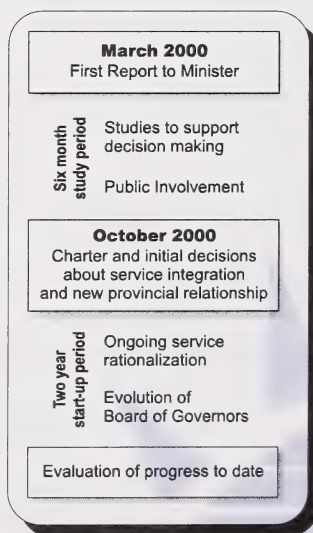 March 2000
First Report to Minister
Six month
study period
Studies to support
decision making
Public Involvement
October 2000
Charter and initial decisions
about service integration
and new provincial relationship
Two year
start-up period
Ongoing service
rationalization
Evolution of
Board of Governors
Evaluation of progress to date